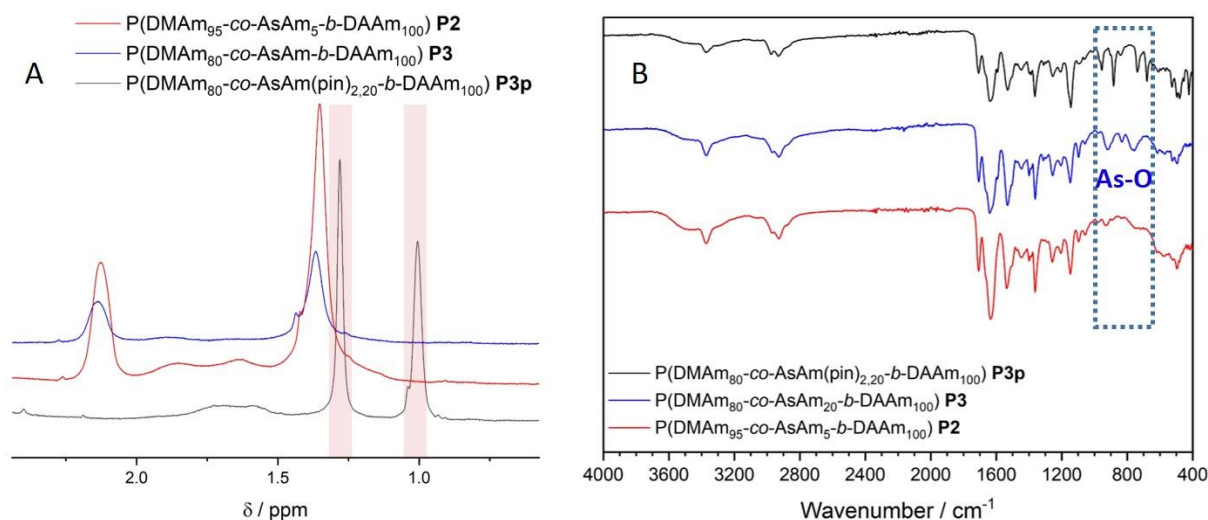 A
P(DMAm₉₅-co-AsAm₅-b-DAAm₁₀₀) P2
P(DMAm₈₀-co-AsAm-b-DAAm₁₀₀) P3
P(DMAm₈₀-co-AsAm(pin)₂,₂₀-b-DAAm₁₀₀) P3p
2.0 1.5 1.0
δ / ppm
B
As-O
P(DMAm₈₀-co-AsAm(pin)₂,₂₀-b-DAAm₁₀₀) P3p
P(DMAm₈₀-co-AsAm₂₀-b-DAAm₁₀₀) P3
P(DMAm₉₅-co-AsAm₅-b-DAAm₁₀₀) P2
4000 3600 3200 2800 2400 2000 1600 1200 800 400
Wavenumber / cm⁻¹